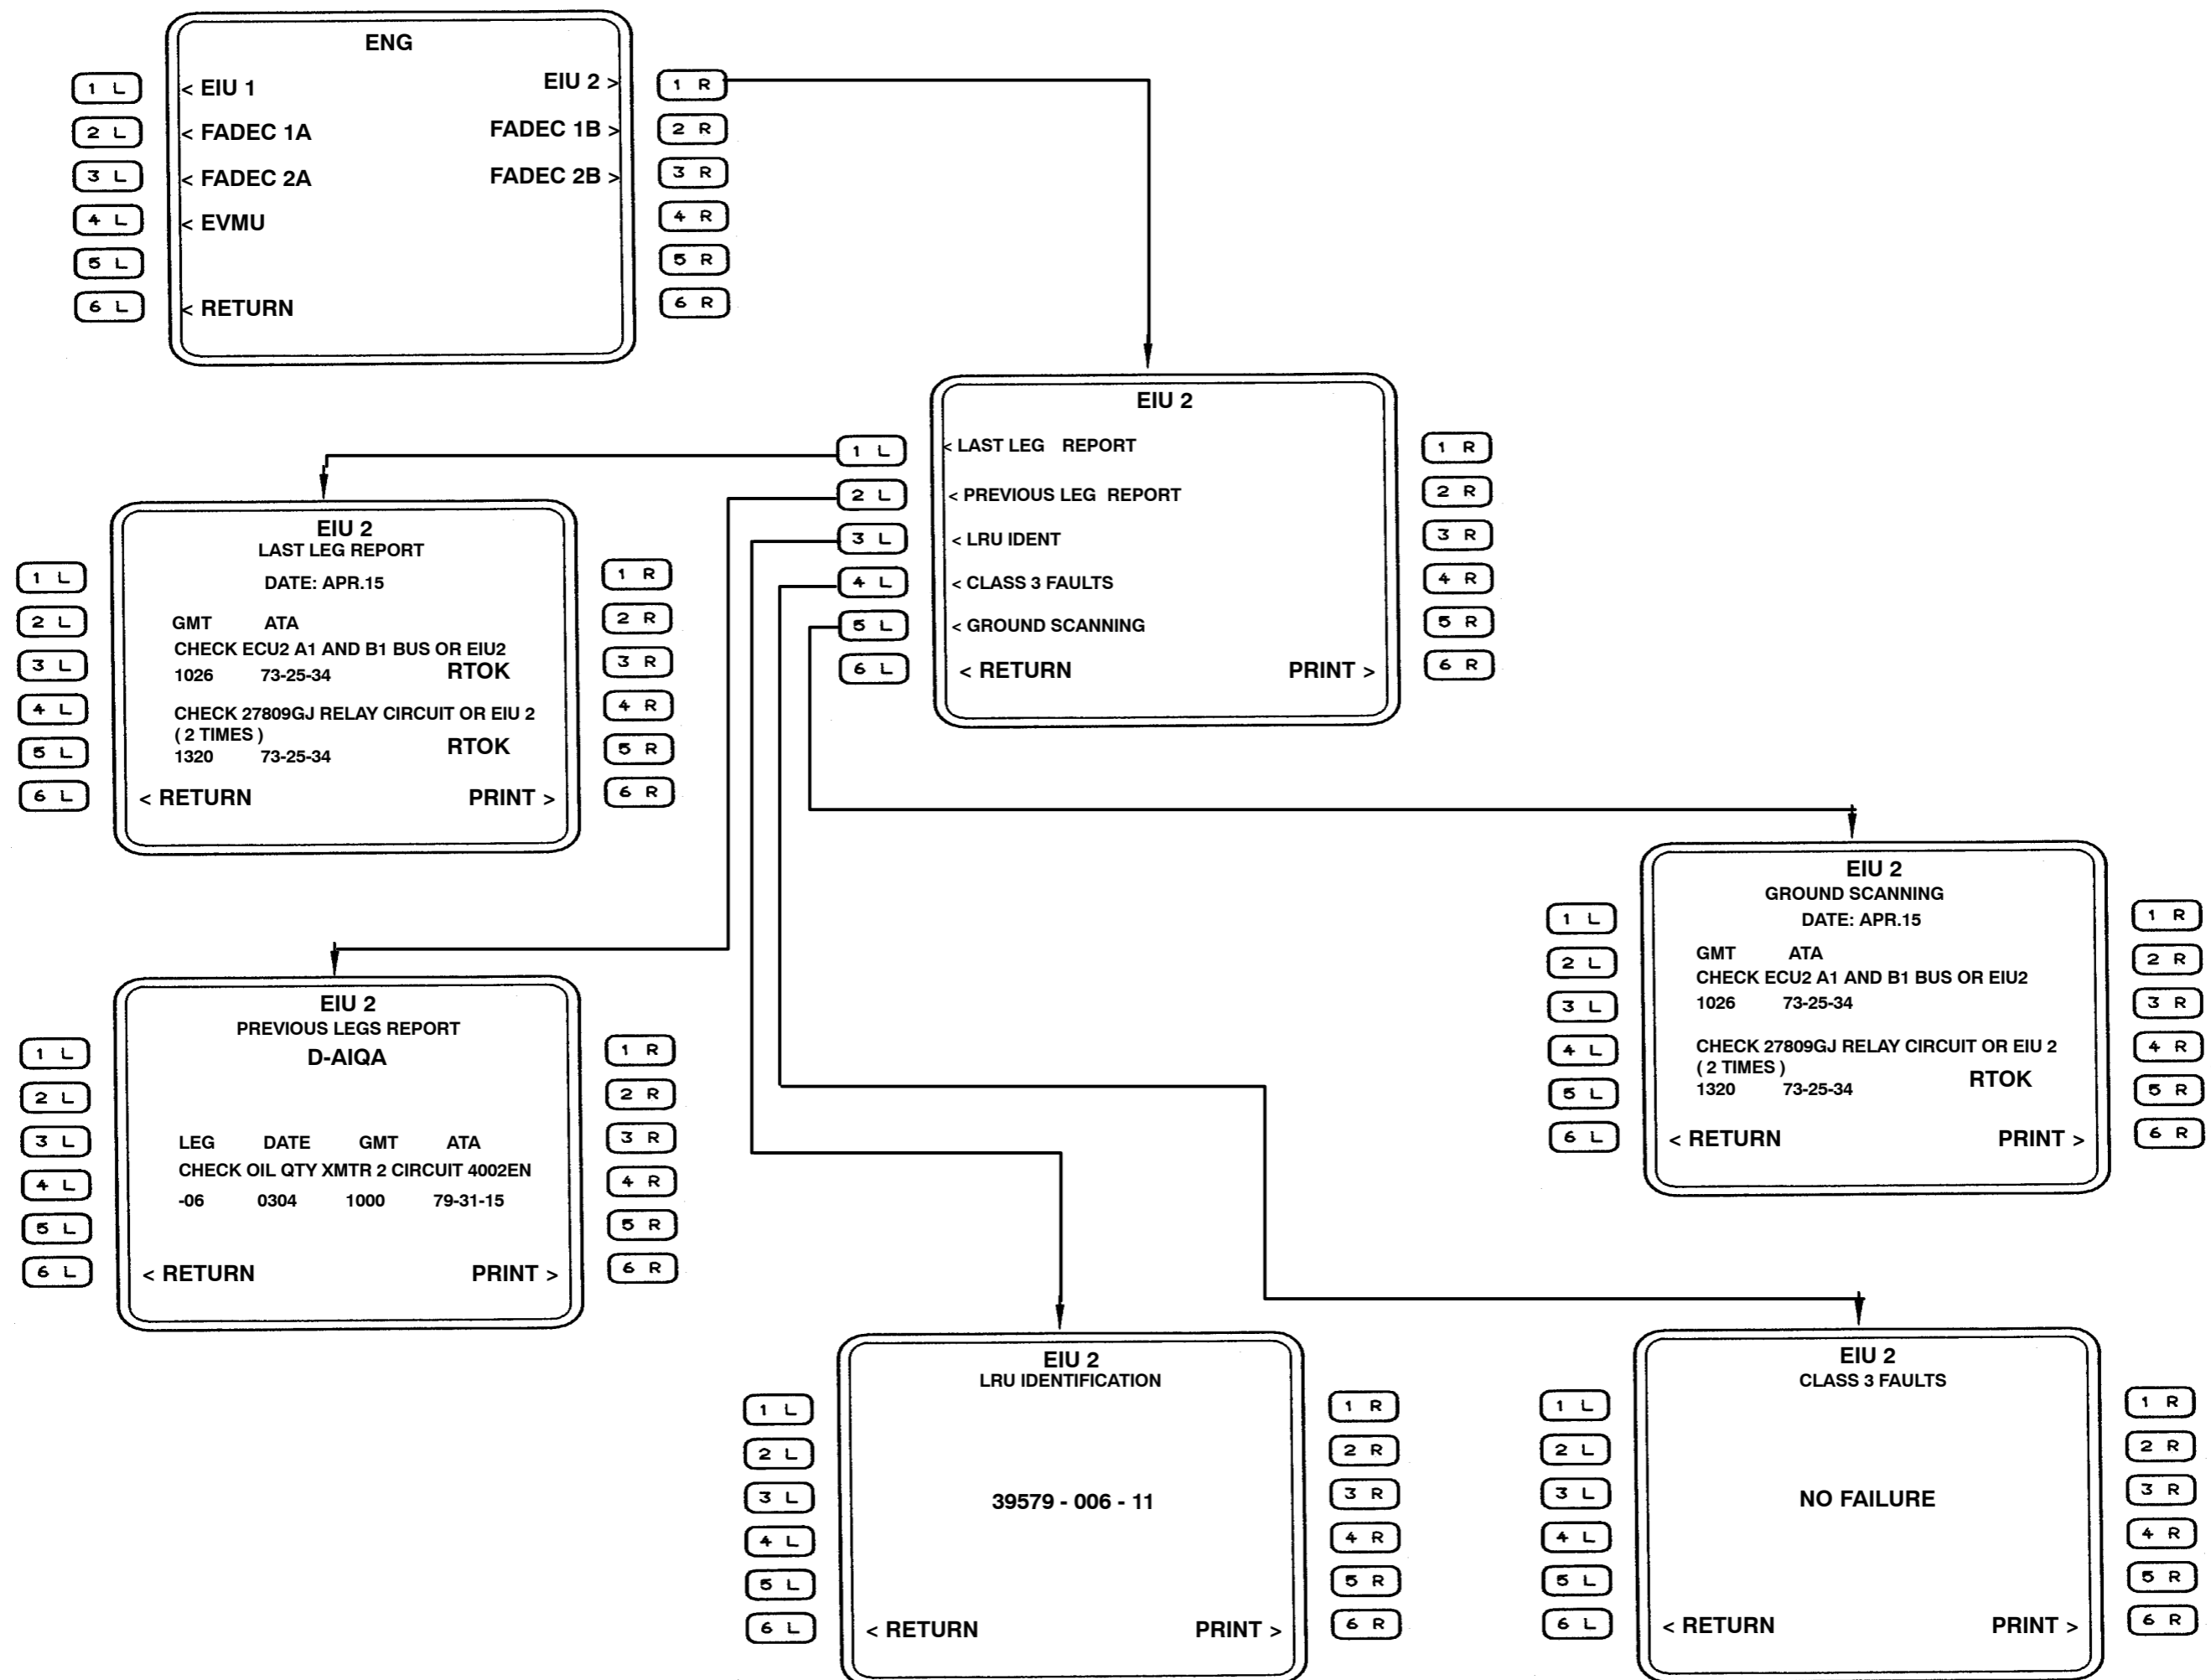 ENG
1 L < EIU 1 EIU 2 > 1 R
2 L < FADEC 1A FADEC 1B > 2 R
3 L < FADEC 2A FADEC 2B > 3 R
4 L < EVMU 4 R
5 L 5 R
6 L < RETURN 6 R
EIU 2
1 L < LAST LEG REPORT 1 R
2 L < PREVIOUS LEG REPORT 2 R
3 L < LRU IDENT 3 R
4 L < CLASS 3 FAULTS 4 R
5 L < GROUND SCANNING 5 R
6 L < RETURN PRINT > 6 R
EIU 2
LAST LEG REPORT
1 L DATE: APR.15 1 R
2 L GMT ATA 2 R
CHECK ECU2 A1 AND B1 BUS OR EIU2
3 L 1026 73-25-34 RTOK 3 R
4 L CHECK 27809GJ RELAY CIRCUIT OR EIU 2 4 R
( 2 TIMES )
5 L 1320 73-25-34 RTOK 5 R
6 L < RETURN PRINT > 6 R
EIU 2
GROUND SCANNING
1 L DATE: APR.15 1 R
2 L GMT ATA 2 R
CHECK ECU2 A1 AND B1 BUS OR EIU2
3 L 1026 73-25-34 3 R
4 L CHECK 27809GJ RELAY CIRCUIT OR EIU 2 4 R
( 2 TIMES )
5 L 1320 73-25-34 RTOK 5 R
6 L < RETURN PRINT > 6 R
EIU 2
PREVIOUS LEGS REPORT
1 L D-AIQA 1 R
2 L 2 R
3 L LEG DATE GMT ATA 3 R
CHECK OIL QTY XMTR 2 CIRCUIT 4002EN
4 L -06 0304 1000 79-31-15 4 R
5 L 5 R
6 L < RETURN PRINT > 6 R
EIU 2
LRU IDENTIFICATION
1 L 1 R
2 L 2 R
3 L 39579 - 006 - 11 3 R
4 L 4 R
5 L 5 R
6 L < RETURN PRINT > 6 R
EIU 2
CLASS 3 FAULTS
1 L 1 R
2 L 2 R
3 L NO FAILURE 3 R
4 L 4 R
5 L 5 R
6 L < RETURN PRINT > 6 R